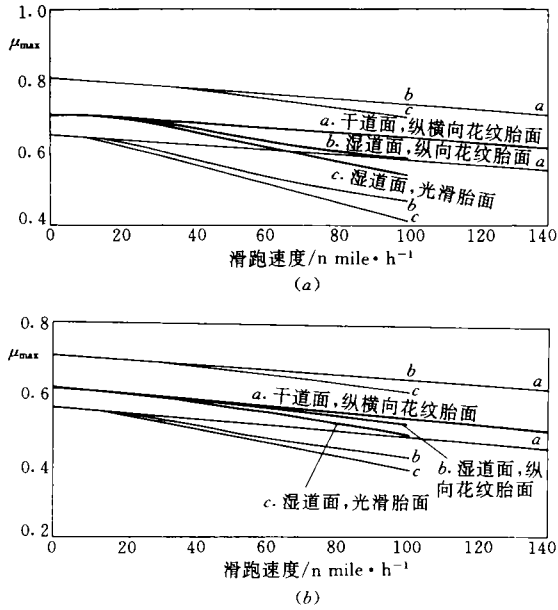 1.0
μmax
0.8
b
c
a. 干道面,纵横向花纹胎面
0.6
b. 湿道面,纵向花纹胎面
a
c. 湿道面,光滑胎面
b
0.4
c
0 20 40 60 80 100 120 140
滑跑速度/n mile·h⁻¹
(a)
0.8
μmax
b
a
c
0.6
a. 干道面,纵横向花纹胎面
a
b
b. 湿道面,纵
向花纹胎面
0.4
c
c. 湿道面,光滑胎面
0.2
0 20 40 60 80 100 120 140
滑跑速度/n mile·h⁻¹
(b)